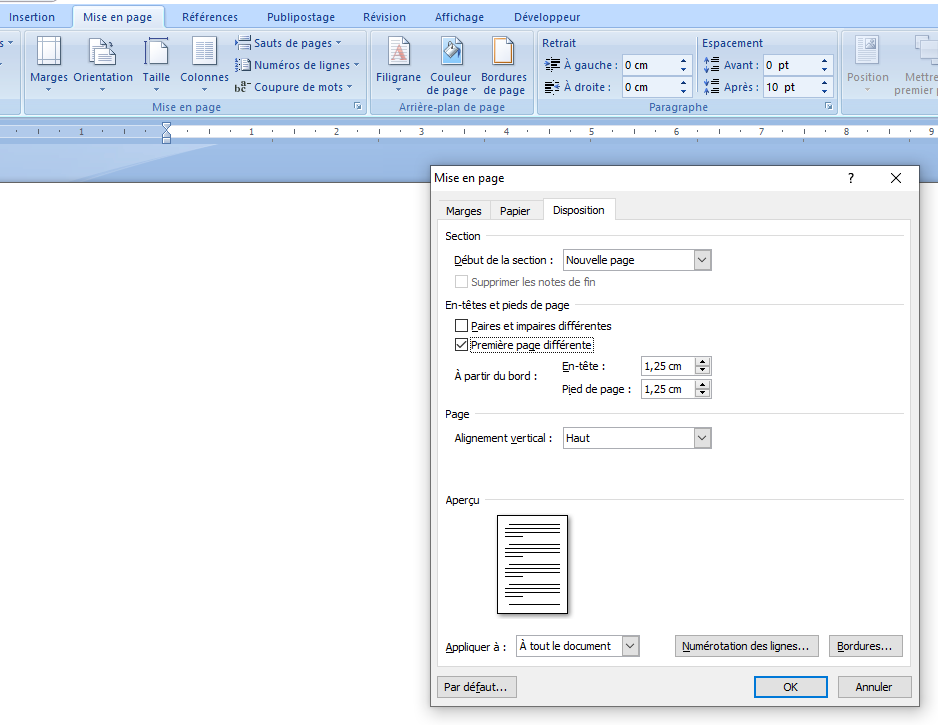 Insertion Mise en page Références Publipostage Révision Affichage Développeur
Marges Orientation Taille Colonnes
Sauts de pages
Numéros de lignes
Coupure de mots
Mise en page
Filigrane Couleur de page Bordures de page
Arrière-plan de page
Retrait Espacement
À gauche : 0 cm Avant : 0 pt
À droite : 0 cm Après : 10 pt
Paragraphe
Position Mettre premier
1 1 2 3 4 5 6 7 8 9
Mise en page ?
Marges Papier Disposition
Section
Début de la section : Nouvelle page
Supprimer les notes de fin
En-têtes et pieds de page
Paires et impaires différentes
Première page différente
À partir du bord :
En-tête : 1,25 cm
Pied de page : 1,25 cm
Page
Alignement vertical : Haut
Aperçu
Appliquer à : À tout le document Numérotation des lignes... Bordures...
Par défaut... OK Annuler